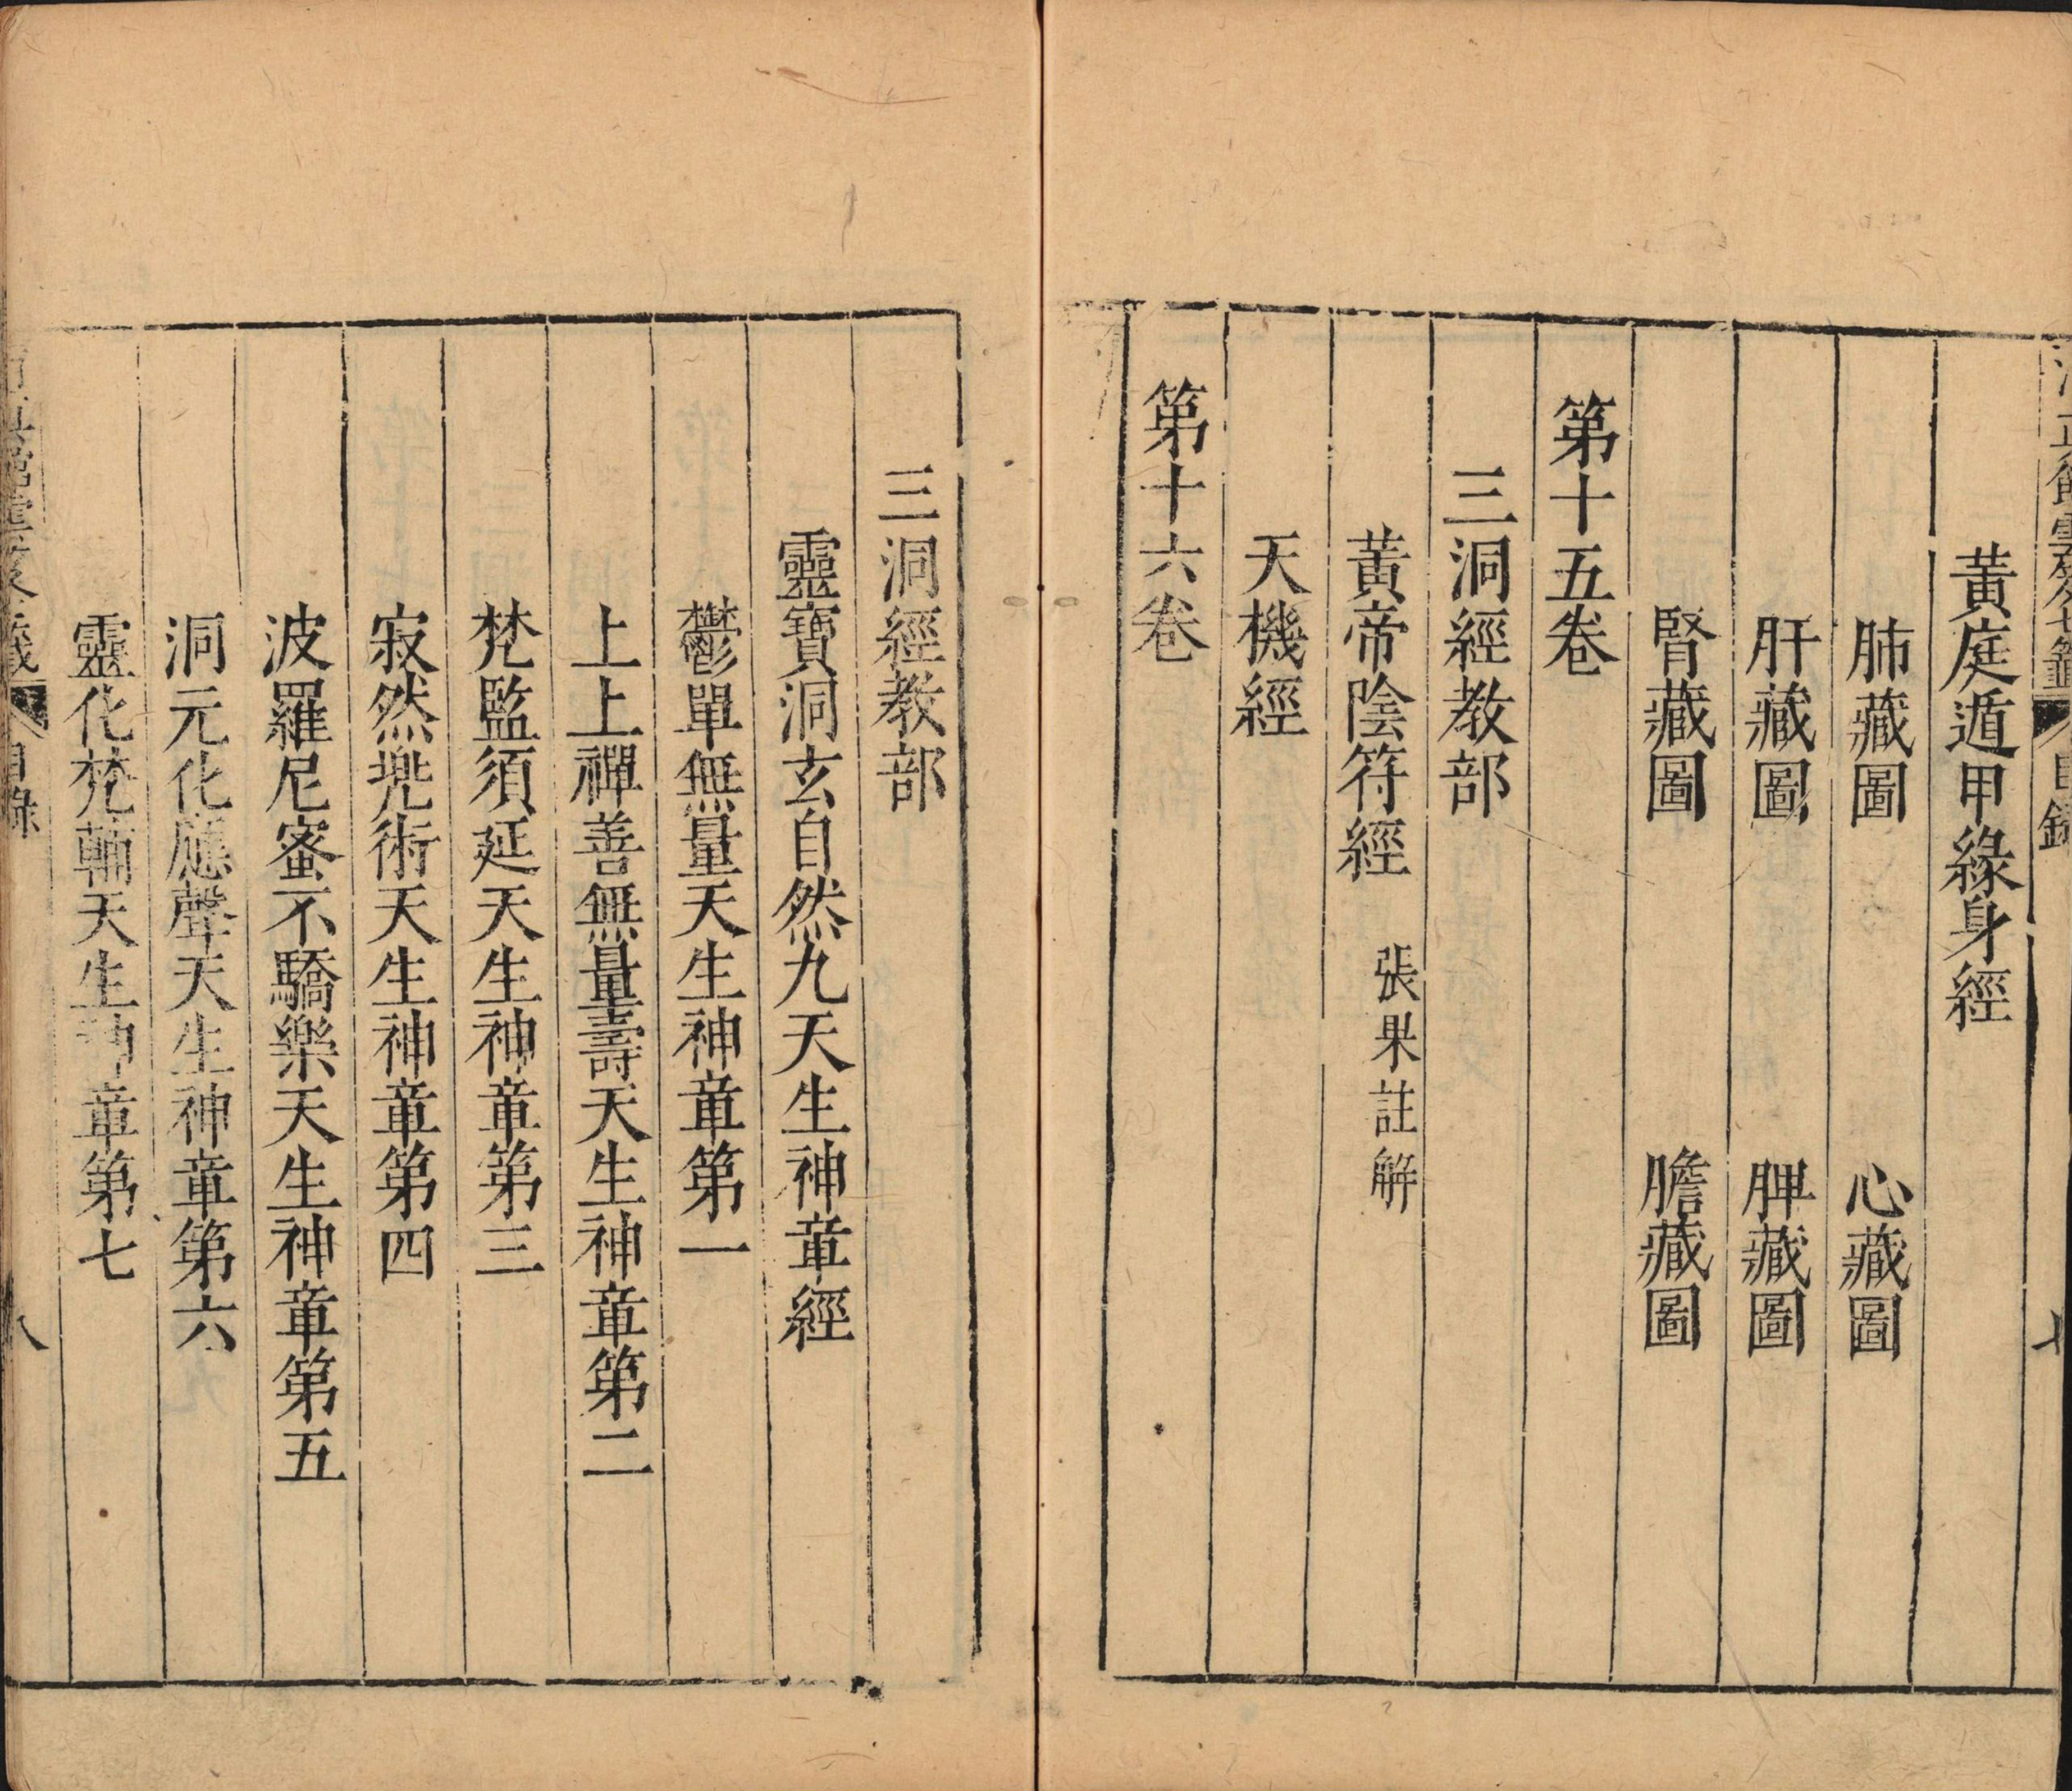 清眞館雲笈七籤 目錄 七
黃庭遁甲緣身經
肺藏圖 心藏圖
肝藏圖 脾藏圖
腎藏圖 膽藏圖
第十五卷
三洞經教部
黃帝陰符經 張果註解
天機經
第十六卷
三洞經教部
靈寶洞玄自然九天生神章經
鬱單無量天生神章第一
上上禪善無量壽天生神章第二
梵監須延天生神章第三
寂然兠術天生神章第四
波羅尼蜜不驕樂天生神章第五
洞元化應聲天生神章第六
靈化梵輔天生神章第七
目錄 八